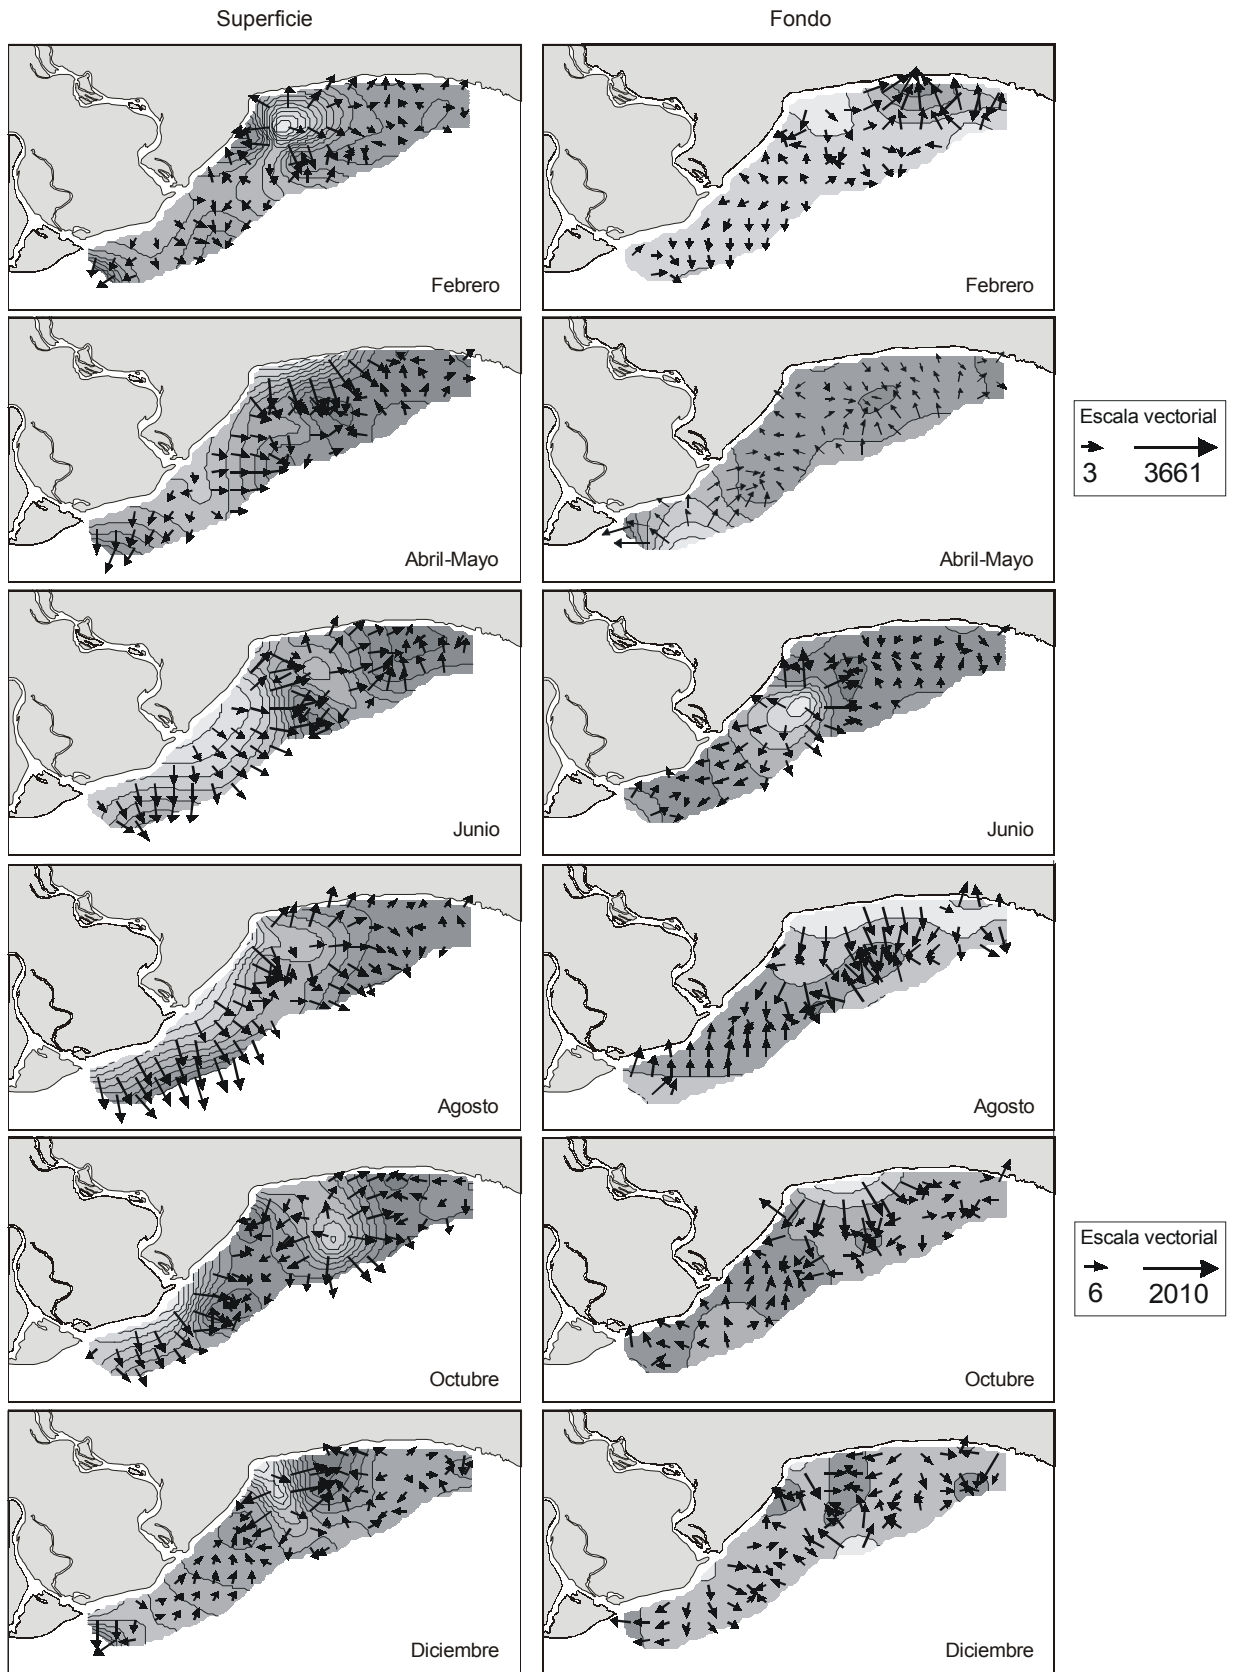 Superficie
Fondo
Febrero
Febrero
Abril-Mayo
Abril-Mayo
Escala vectorial
3 3661
Junio
Junio
Agosto
Agosto
Octubre
Octubre
Escala vectorial
6 2010
Diciembre
Diciembre